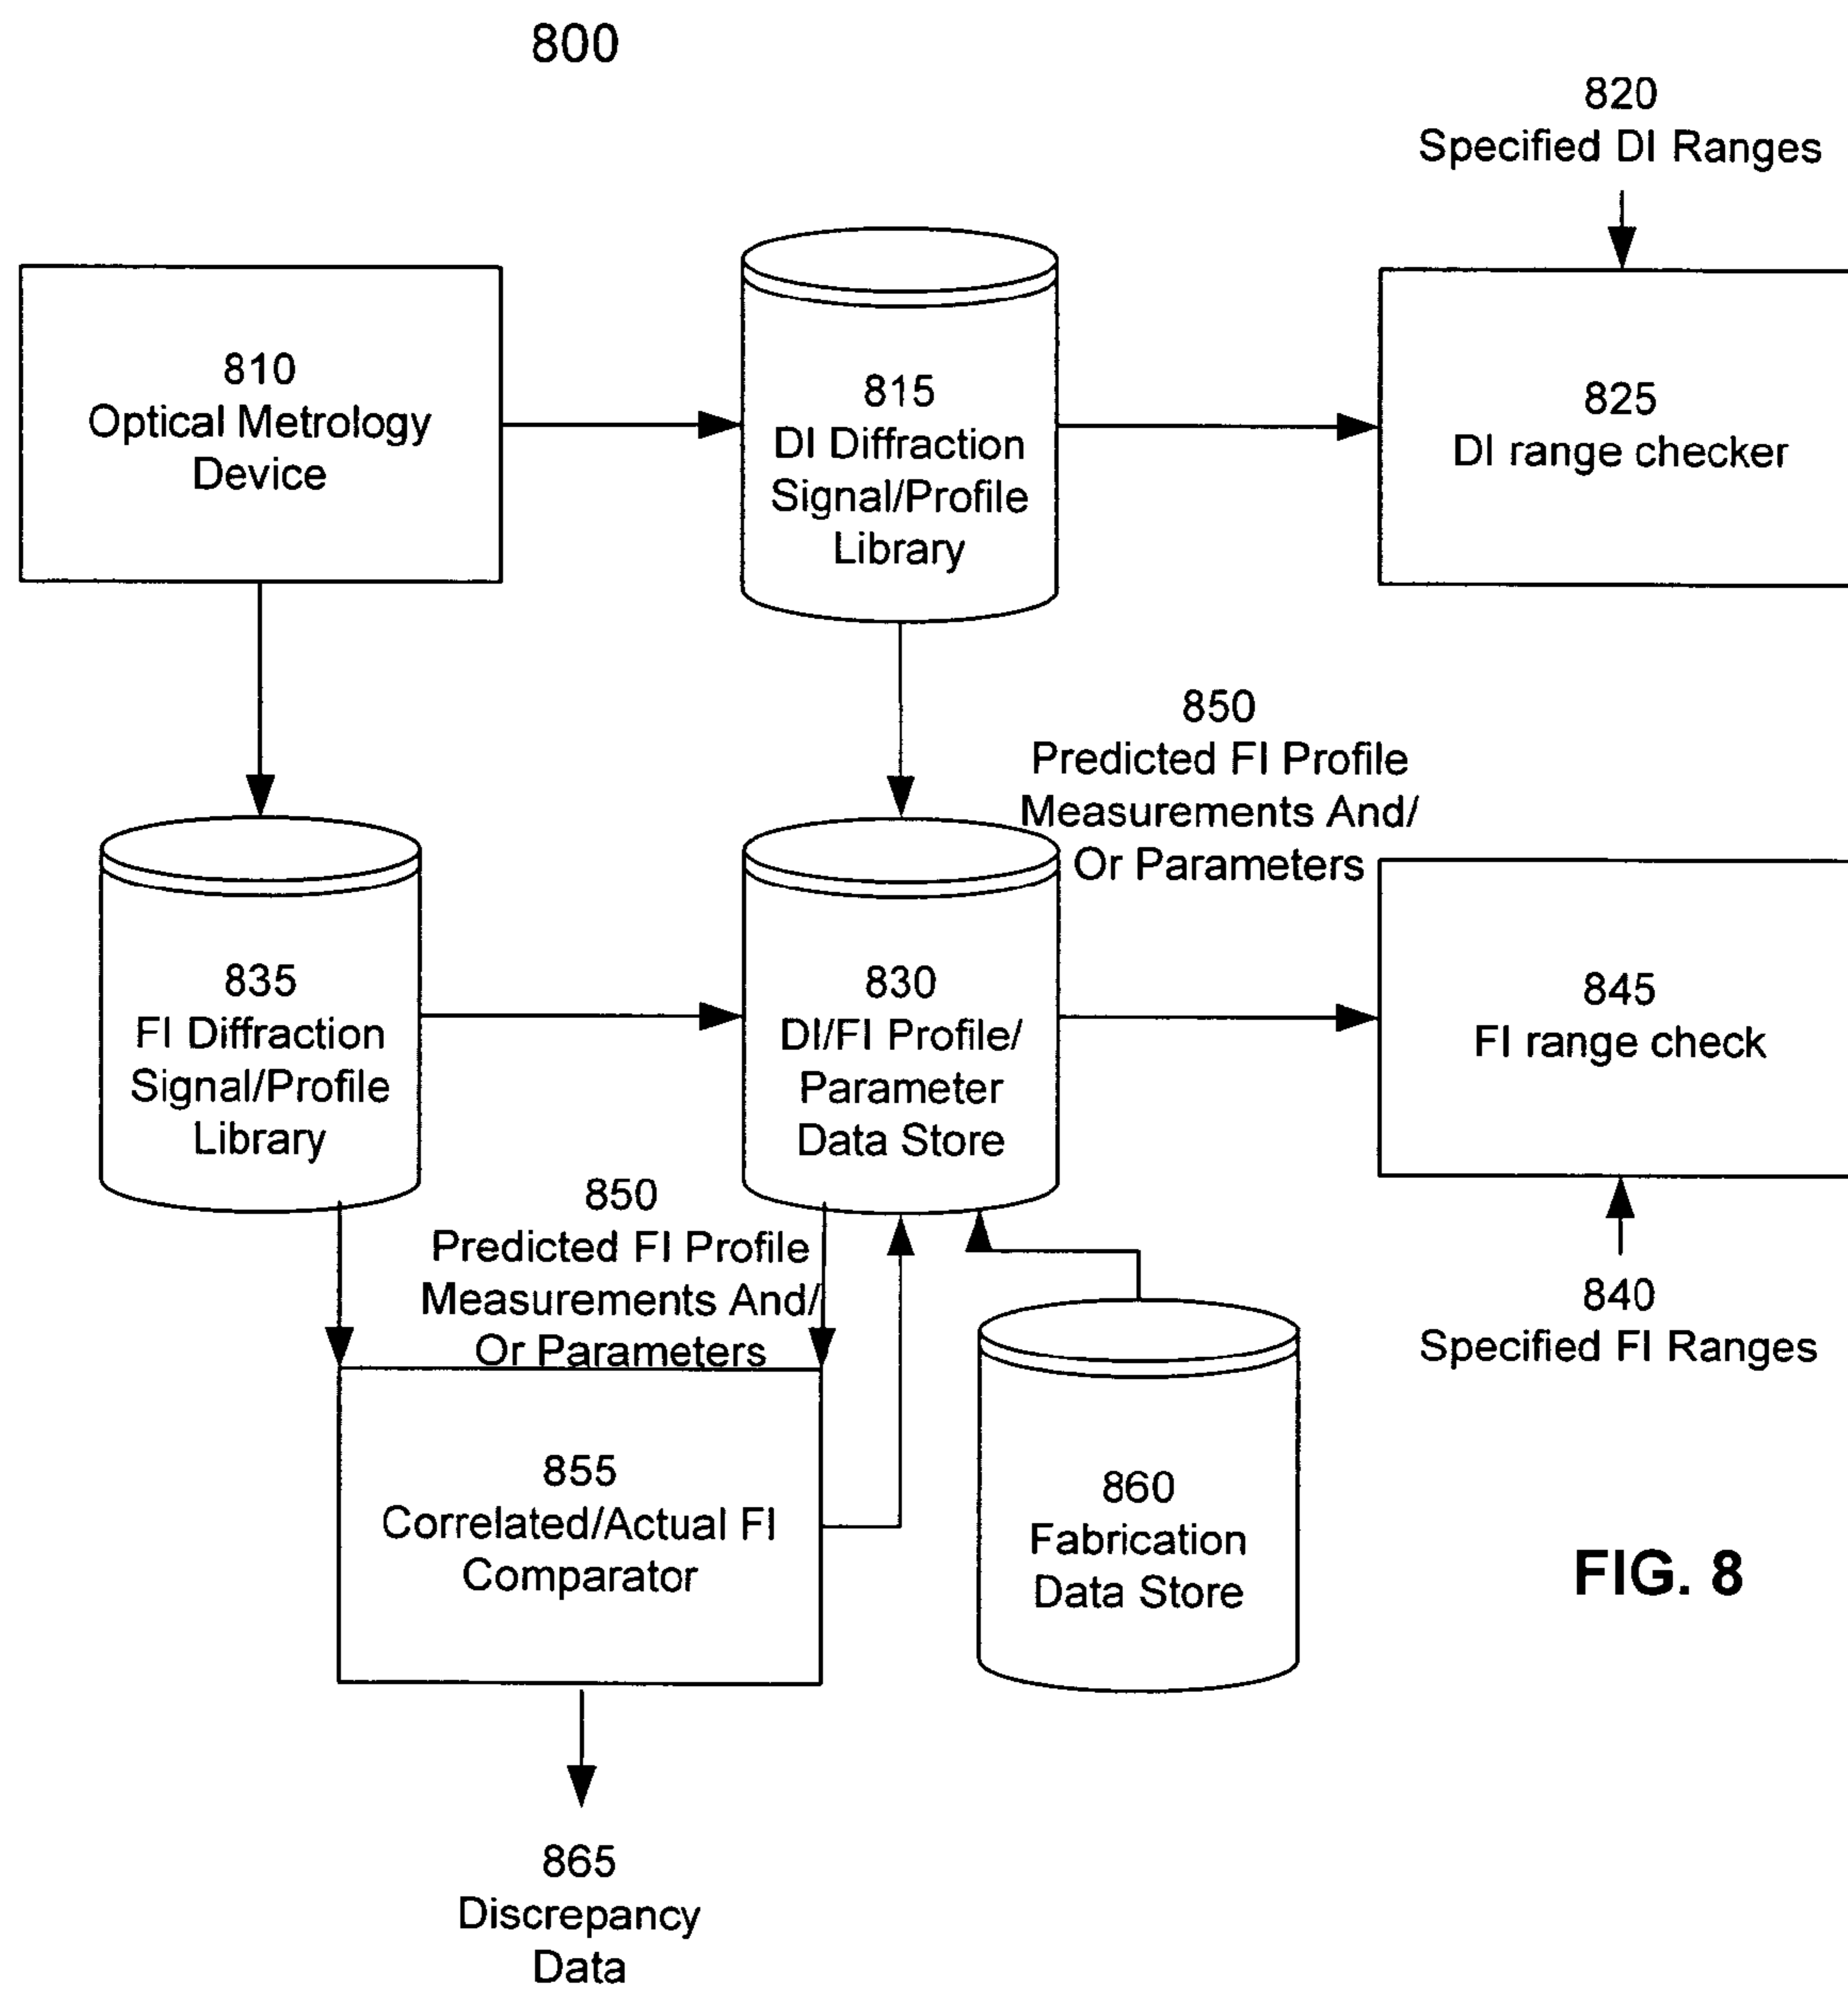 800
820
Specified DI Ranges
810
Optical Metrology
Device
815
DI Diffraction
Signal/Profile
Library
825
DI range checker
850
Predicted FI Profile
Measurements And/
Or Parameters
835
FI Diffraction
Signal/Profile
Library
830
DI/FI Profile/
Parameter
Data Store
845
FI range check
850
Predicted FI Profile
Measurements And/
Or Parameters
840
Specified FI Ranges
855
Correlated/Actual FI
Comparator
860
Fabrication
Data Store
FIG. 8
865
Discrepancy
Data